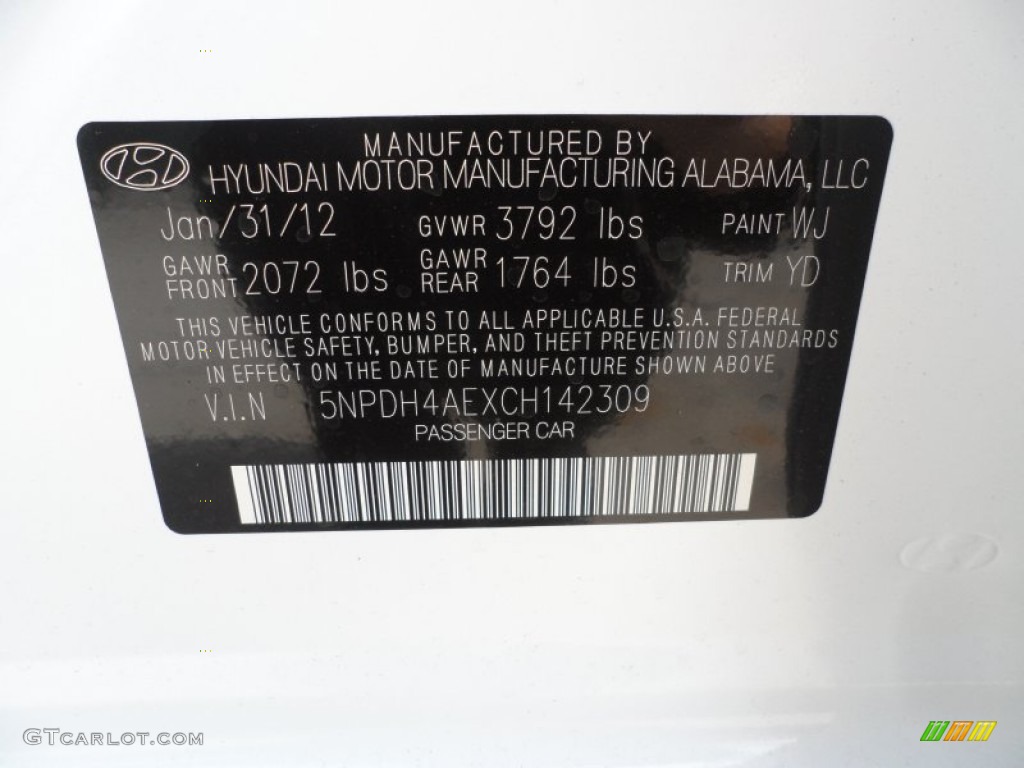 MANUFACTURED BY
HYUNDAI MOTOR MANUFACTURING ALABAMA, LLC
Jan/31/12 GVWR 3792 lbs PAINT WJ
GAWR FRONT 2072 lbs GAWR REAR 1764 lbs TRIM YD
THIS VEHICLE CONFORMS TO ALL APPLICABLE U.S.A. FEDERAL
MOTOR VEHICLE SAFETY, BUMPER, AND THEFT PREVENTION STANDARDS
IN EFFECT ON THE DATE OF MANUFACTURE SHOWN ABOVE
V.I.N 5NPDH4AEXCH142309
PASSENGER CAR
GTCARLOT.COM